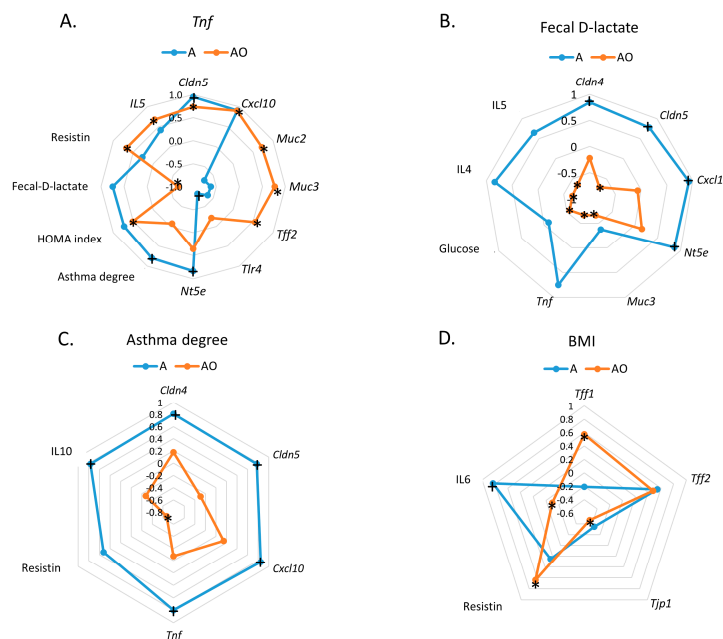 A.
Tnf
A AO
Cldn5
1.0
0.5
0.0
-0.5
-1.0
Cxcl10
Muc2
Muc3
Tff2
Tlr4
Nt5e
Asthma degree
HOMA index
Fecal-D-lactate
Resistin
IL5
B.
Fecal D-lactate
A AO
Cldn4
1
0.5
0
-0.5
-1
Cldn5
Cxcl1
Nt5e
Muc3
Tnf
Glucose
IL4
IL5
C.
Asthma degree
A AO
Cldn4
1
0.8
0.6
0.4
0.2
0
-0.2
-0.4
-0.6
-0.8
Cldn5
Cxcl10
Tnf
Resistin
IL10
D.
BMI
A AO
Tff1
1
0.8
0.6
0.4
0.2
0
-0.2
-0.4
-0.6
Tff2
Tjp1
Resistin
IL6